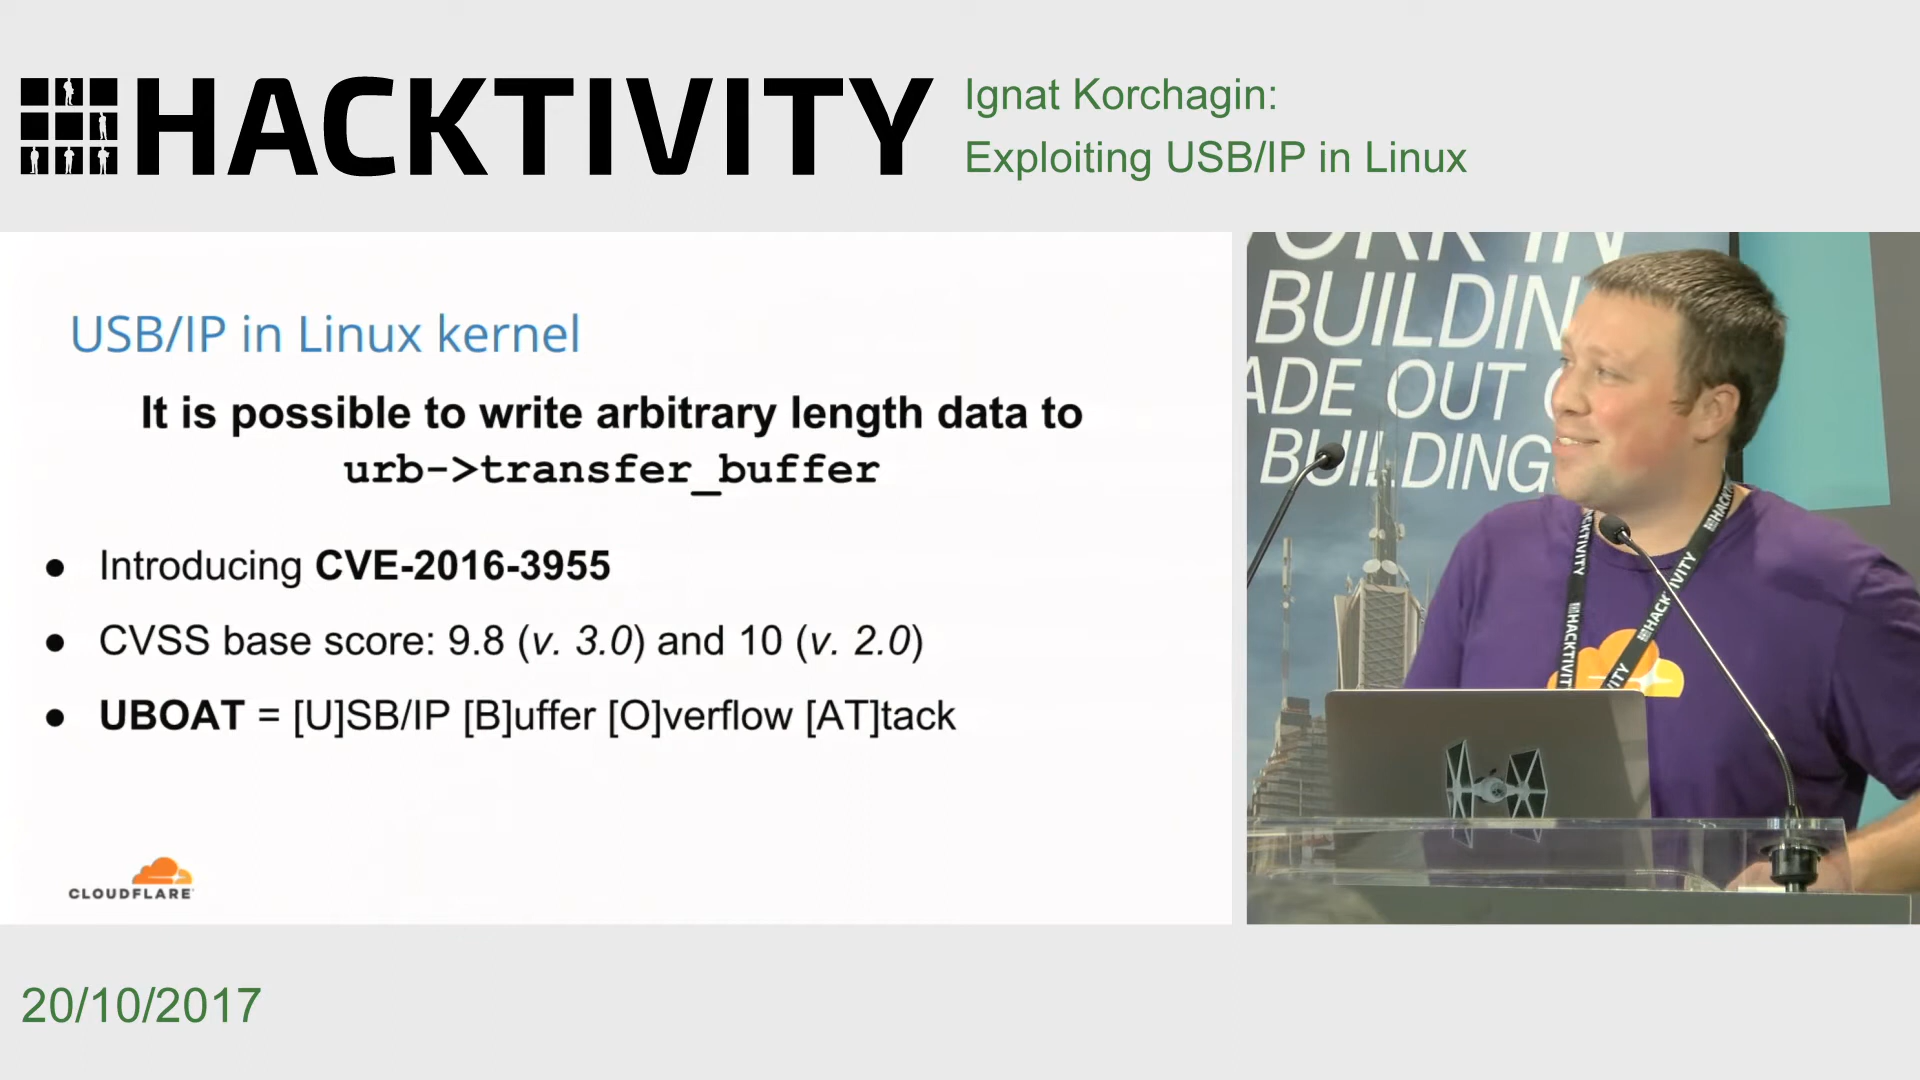 HACKTIVITY
Ignat Korchagin:
Exploiting USB/IP in Linux
USB/IP in Linux kernel
It is possible to write arbitrary length data to
urb->transfer_buffer
● Introducing CVE-2016-3955
● CVSS base score: 9.8 (v. 3.0) and 10 (v. 2.0)
● UBOAT = [U]SB/IP [B]uffer [O]verflow [AT]tack
CLOUDFLARE
BUILDIN
ADE OUT
BUILDING
HACKTIVITY
HACKTIVITY
20/10/2017